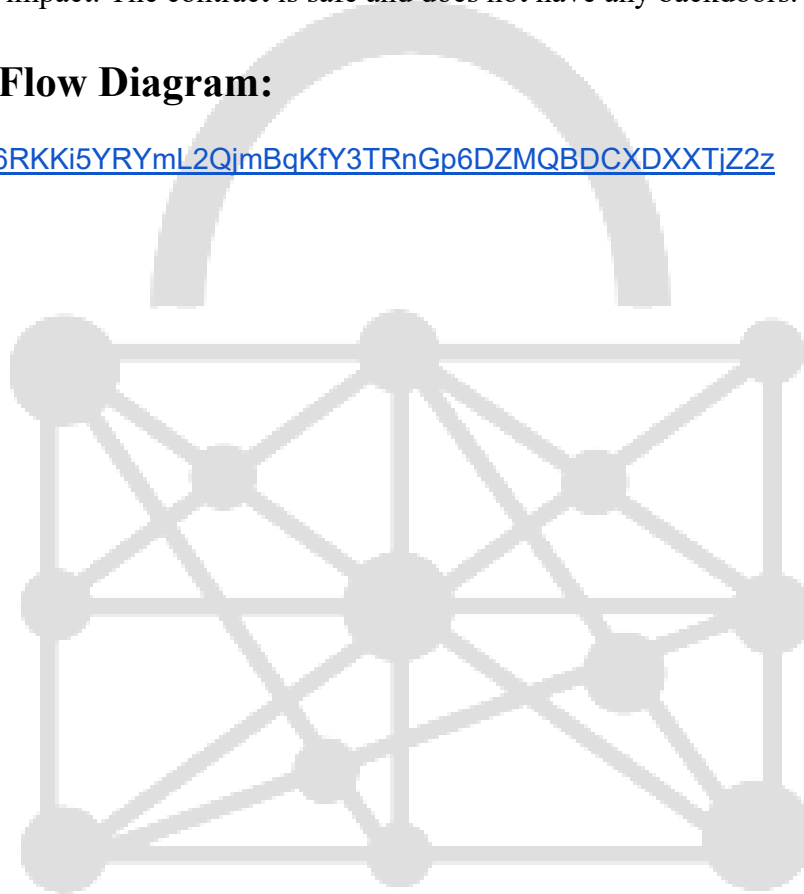 impact. The contract is safe and does not have any backdoors.
Flow Diagram:
6RKKi5YRYmL2QjmBqKfY3TRnGp6DZMQBDCXDXXTjZ2z